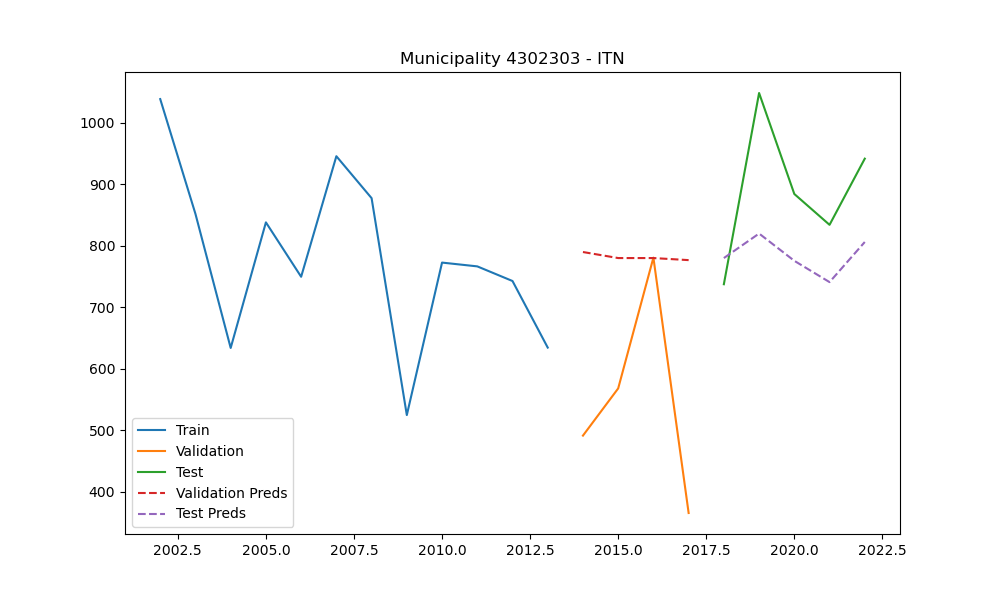 Municipality 4302303 - ITN
1000
900
800
700
600
500
400
Train
Validation
Test
Validation Preds
Test Preds
2002.5 2005.0 2007.5 2010.0 2012.5 2015.0 2017.5 2020.0 2022.5